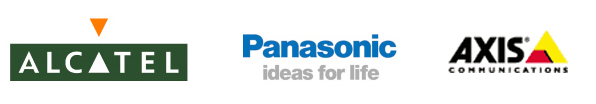 ALCATEL
Panasonic
ideas for life
AXIS
COMMUNICATIONS